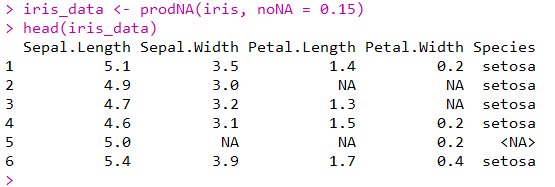 > iris_data <- prodNA(iris, noNA = 0.15)
> head(iris_data)
  Sepal.Length Sepal.Width Petal.Length Petal.Width Species
1          5.1         3.5          1.4         0.2  setosa
2          4.9         3.0           NA          NA  setosa
3          4.7         3.2          1.3          NA  setosa
4          4.6         3.1          1.5         0.2  setosa
5          5.0          NA           NA         0.2    <NA>
6          5.4         3.9          1.7         0.4  setosa
>